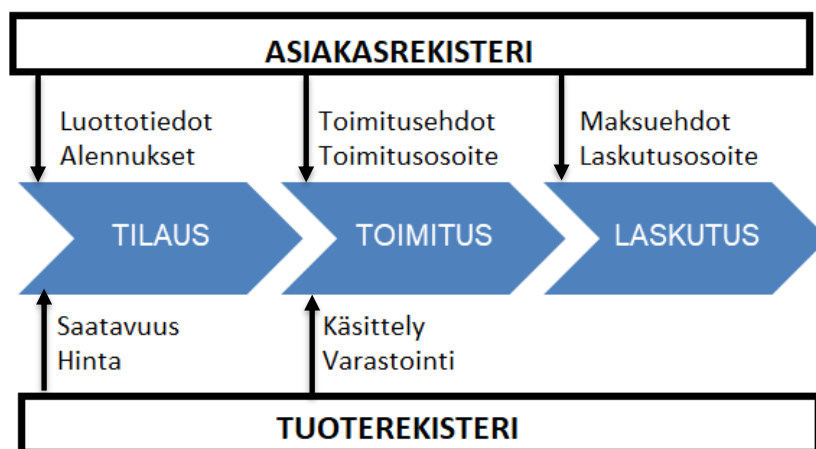 ASIAKASREKISTERI
Luottotiedot
Alennukset
Toimitusehdot
Toimitusosoite
Maksuehdot
Laskutusosoite
TILAUS
TOIMITUS
LASKUTUS
Saatavuus
Hinta
Käsittely
Varastointi
TUOTEREKISTERI